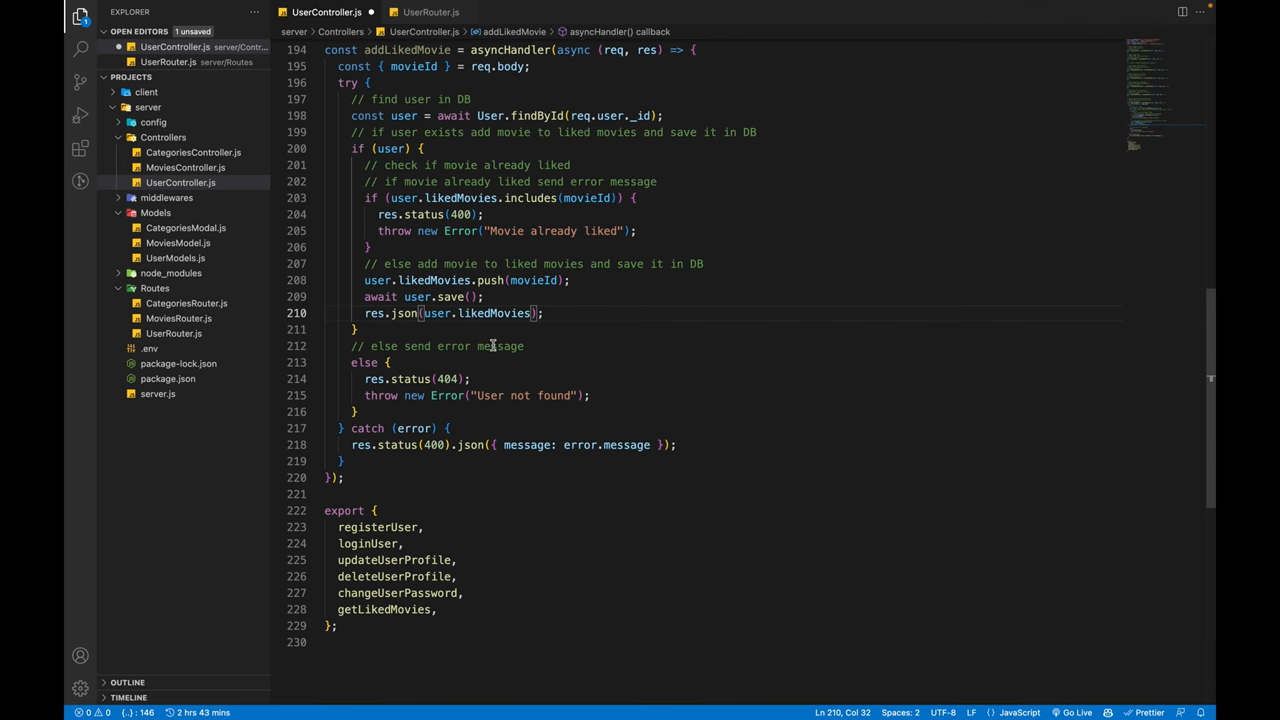 EXPLORER
OPEN EDITORS 1 unsaved
UserController.js server/Contr...
UserRouter.js server/Routes
PROJECTS
client
server
config
Controllers
CategoriesController.js
MoviesController.js
UserController.js
middlewares
Models
CategoriesModal.js
MoviesModel.js
UserModels.js
node_modules
Routes
CategoriesRouter.js
MoviesRouter.js
UserRouter.js
.env
package-lock.json
package.json
server.js
OUTLINE
TIMELINE
UserController.js UserRouter.js
server > Controllers > UserController.js > addLikedMovie > asyncHandler() callback
194 const addLikedMovie = asyncHandler(async (req, res) => {
195 const { movieId } = req.body;
196 try {
197 // find user in DB
198 const user = await User.findById(req.user._id);
199 // if user exists add movie to liked movies and save it in DB
200 if (user) {
201 // check if movie already liked
202 // if movie already liked send error message
203 if (user.likedMovies.includes(movieId)) {
204 res.status(400);
205 throw new Error("Movie already liked");
206 }
207 // else add movie to liked movies and save it in DB
208 user.likedMovies.push(movieId);
209 await user.save();
210 res.json(user.likedMovies);
211 }
212 // else send error message
213 else {
214 res.status(404);
215 throw new Error("User not found");
216 }
217 } catch (error) {
218 res.status(400).json({ message: error.message });
219 }
220 });
221
222 export {
223 registerUser,
224 loginUser,
225 updateUserProfile,
226 deleteUserProfile,
227 changeUserPassword,
228 getLikedMovies,
229 };
230
0 0 {..} : 146 2 hrs 43 mins Ln 210, Col 32 Spaces: 2 UTF-8 LF {} JavaScript Go Live Prettier